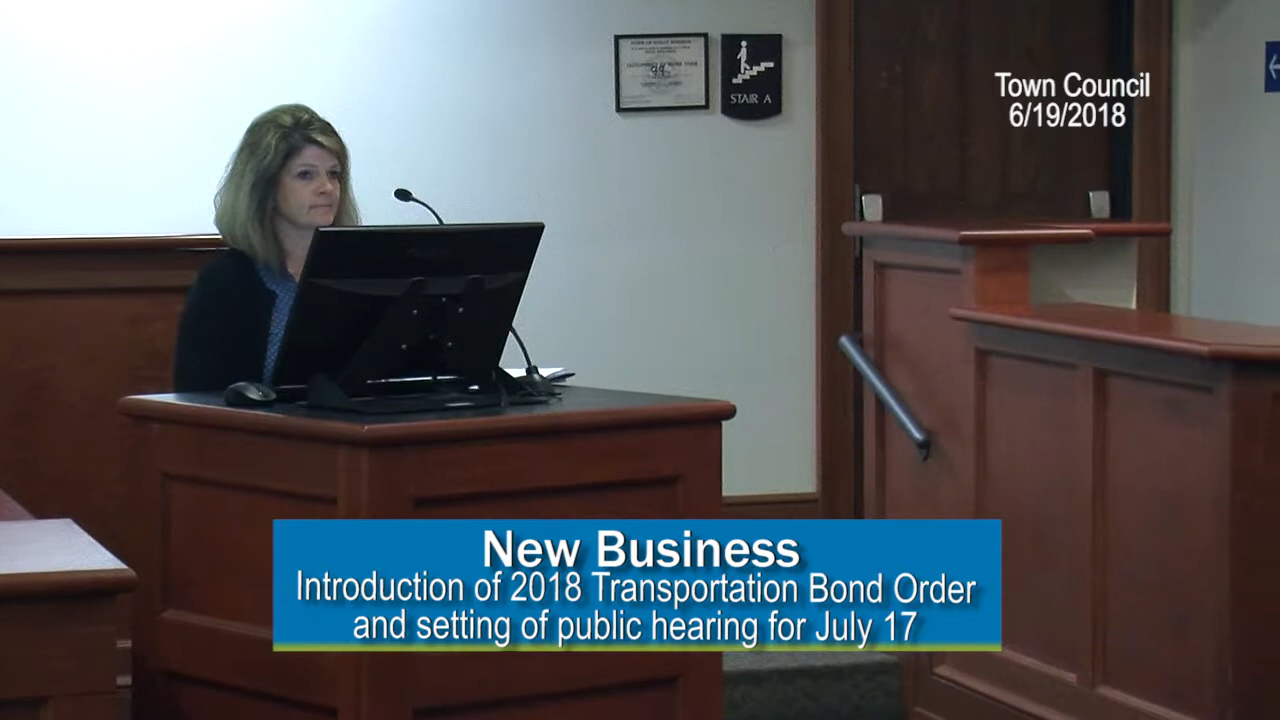 Town Council
6/19/2018
STAIR A
New Business
Introduction of 2018 Transportation Bond Order
and setting of public hearing for July 17